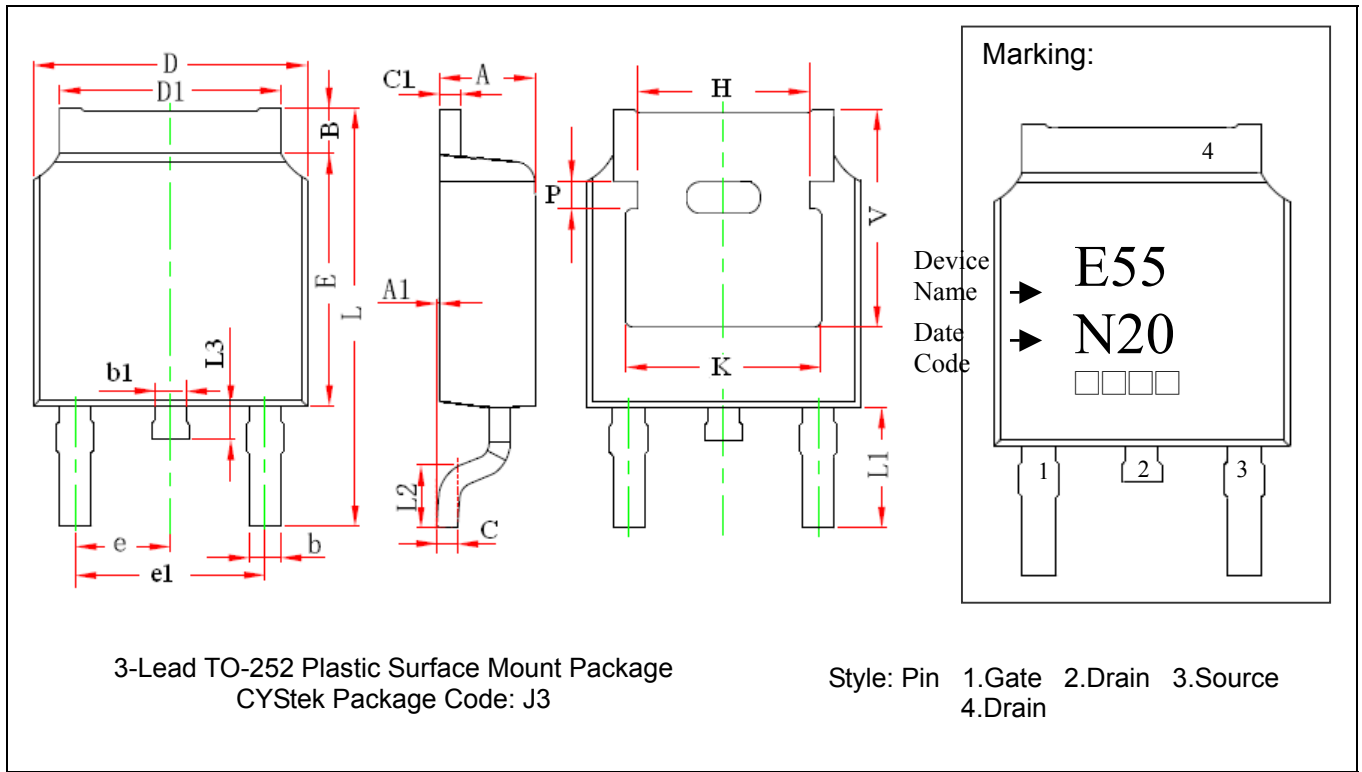 D
D1
B
E
L
L3
b1
e
e1
b
C1
A
A1
L2
C
H
P
V
K
L1
Marking:
4
Device
Name
E55
Date
Code
N20
□□□□
1
2
3
3-Lead TO-252 Plastic Surface Mount Package
CYStek Package Code: J3
Style: Pin 1.Gate 2.Drain 3.Source
4.Drain